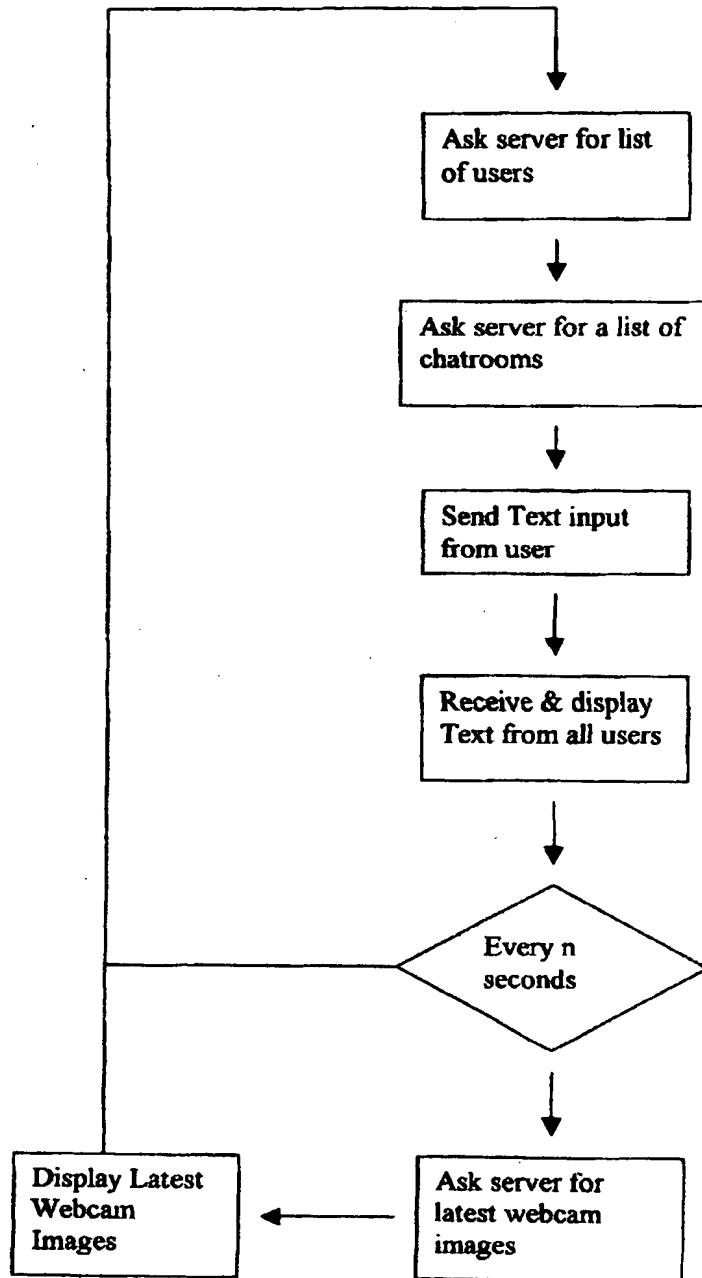 Ask server for list
of users
Ask server for a list of
chatrooms
Send Text input
from user
Receive & display
Text from all users
Every n
seconds
Ask server for
latest webcam
images
Display Latest
Webcam
Images